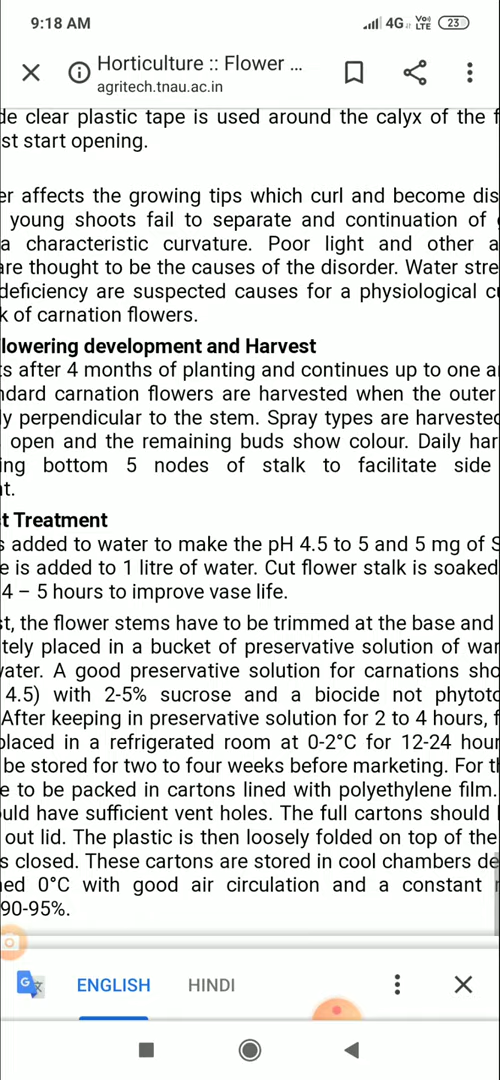 9:18 AM
4G Vo)) LTE 23
Horticulture :: Flower ...
agritech.tnau.ac.in
de clear plastic tape is used around the calyx of the f
st start opening.
er affects the growing tips which curl and become dis
young shoots fail to separate and continuation of
a characteristic curvature. Poor light and other a
are thought to be the causes of the disorder. Water stre
deficiency are suspected causes for a physiological c
k of carnation flowers.
lowering development and Harvest
ts after 4 months of planting and continues up to one a
ndard carnation flowers are harvested when the outer
ly perpendicular to the stem. Spray types are harvested
open and the remaining buds show colour. Daily har
ing bottom 5 nodes of stalk to facilitate side
nt.
t Treatment
s added to water to make the pH 4.5 to 5 and 5 mg of S
e is added to 1 litre of water. Cut flower stalk is soaked
4 – 5 hours to improve vase life.
st, the flower stems have to be trimmed at the base and
tely placed in a bucket of preservative solution of war
water. A good preservative solution for carnations sho
4.5) with 2-5% sucrose and a biocide not phytoto
After keeping in preservative solution for 2 to 4 hours, f
placed in a refrigerated room at 0-2°C for 12-24 hour
be stored for two to four weeks before marketing. For th
e to be packed in cartons lined with polyethylene film.
ould have sufficient vent holes. The full cartons should
out lid. The plastic is then loosely folded on top of the
s closed. These cartons are stored in cool chambers de
ned 0°C with good air circulation and a constant
90-95%.
ENGLISH HINDI